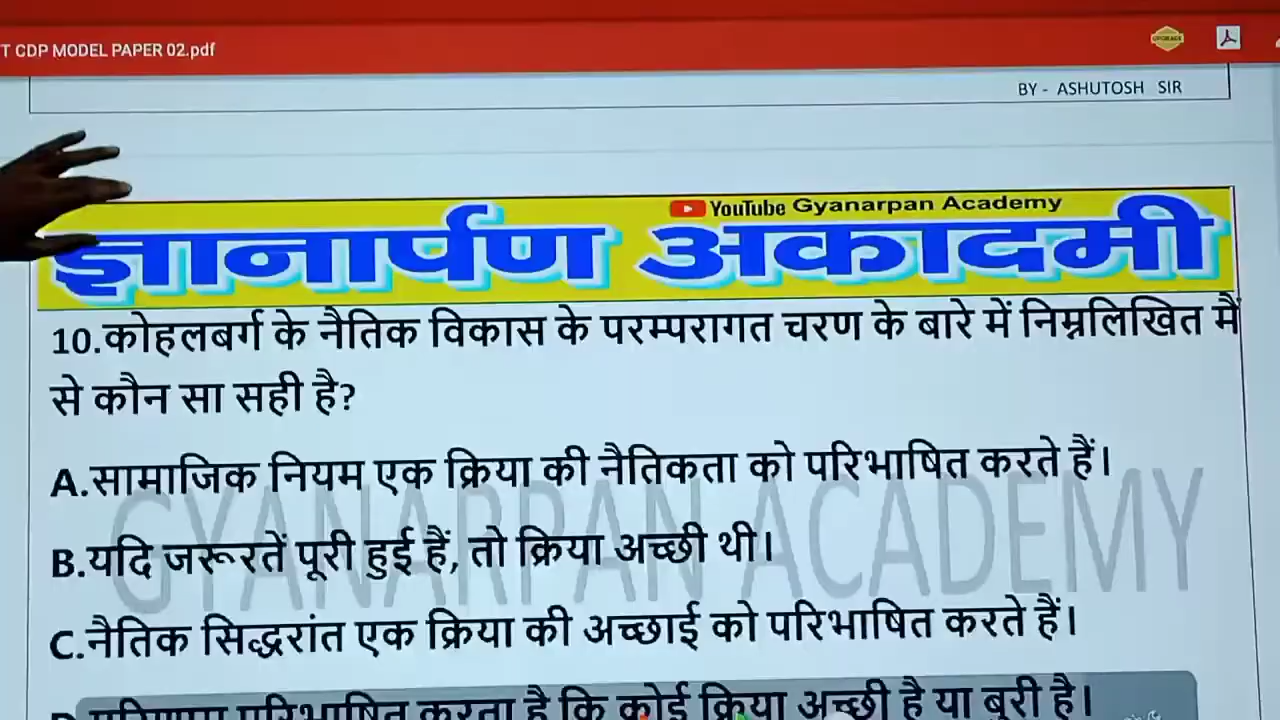 T CDP MODEL PAPER 02.pdf
UPGRADE
BY - ASHUTOSH SIR
YouTube Gyanarpan Academy
ज्ञानार्पण अकादमी
10.कोहलबर्ग के नैतिक विकास के परम्परागत चरण के बारे में निम्नलिखित में
से कौन सा सही है?
A.सामाजिक नियम एक क्रिया की नैतिकता को परिभाषित करते हैं।
B.यदि जरूरतें पूरी हुई हैं, तो क्रिया अच्छी थी।
C.नैतिक सिद्धरांत एक क्रिया की अच्छाई को परिभाषित करते हैं।
D.परिणाम परिभाषित करता है कि कोई क्रिया अच्छी है या बुरी है।
GYANARPAN ACADEMY